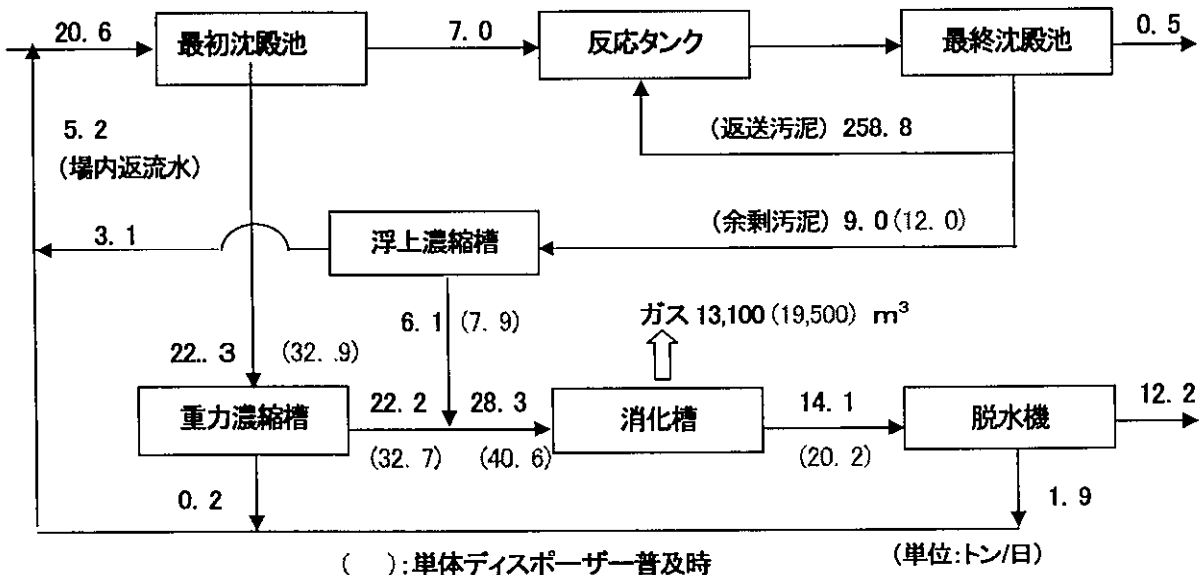 20.6
最初沈殿池
7.0
反応タンク
最終沈殿池
0.5
5.2
(場内返流水)
(返送汚泥) 258.8
3.1
浮上濃縮槽
(余剰汚泥) 9.0(12.0)
6.1 (7.9)
ガス 13,100 (19,500) m³
22.. 3 (32. .9)
重力濃縮槽
22.2 28.3
消化槽
14.1
脱水機
12.2
(32.7) (40.6)
(20.2)
0.2
1.9
( ):単体ディスポーザー普及時
(単位:トン/日)